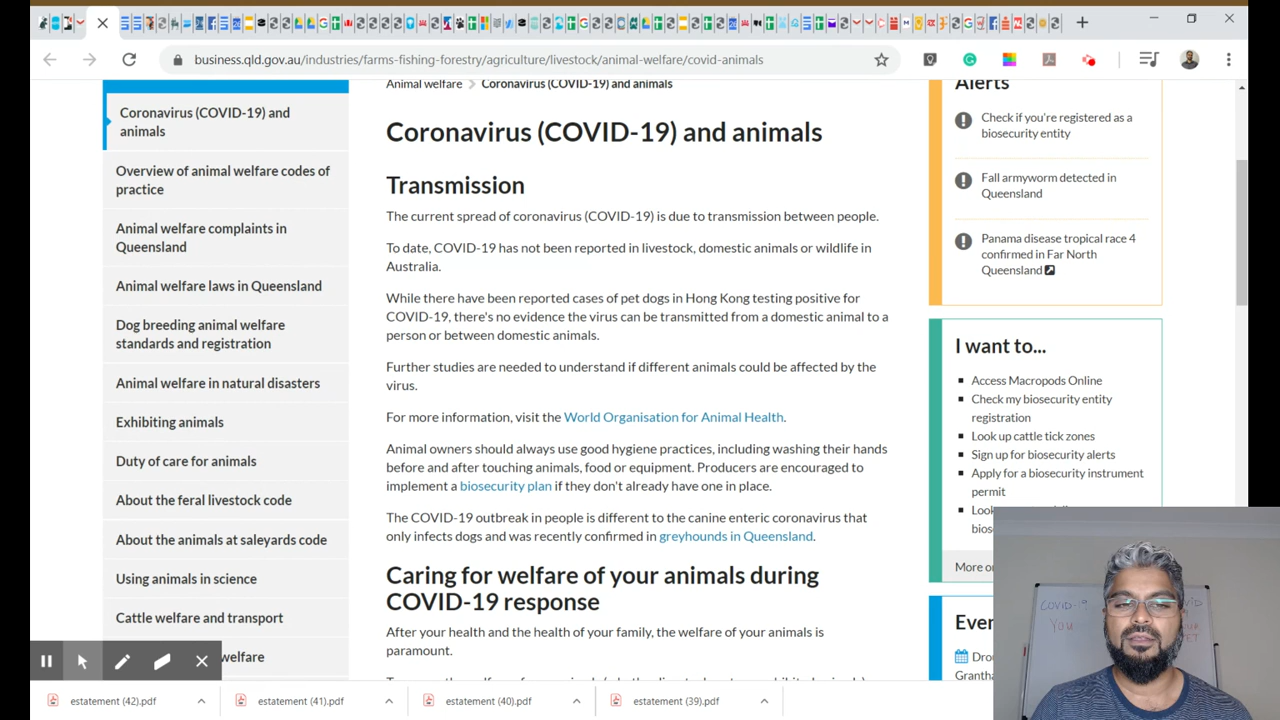 business.qld.gov.au/industries/farms-fishing-forestry/agriculture/livestock/animal-welfare/covid-animals
Animal welfare > Coronavirus (COVID-19) and animals
Coronavirus (COVID-19) and
animals
Overview of animal welfare codes of
practice
Animal welfare complaints in
Queensland
Animal welfare laws in Queensland
Dog breeding animal welfare
standards and registration
Animal welfare in natural disasters
Exhibiting animals
Duty of care for animals
About the feral livestock code
About the animals at saleyards code
Using animals in science
Cattle welfare and transport
welfare
Coronavirus (COVID-19) and animals
Transmission
The current spread of coronavirus (COVID-19) is due to transmission between people.
To date, COVID-19 has not been reported in livestock, domestic animals or wildlife in
Australia.
While there have been reported cases of pet dogs in Hong Kong testing positive for
COVID-19, there's no evidence the virus can be transmitted from a domestic animal to a
person or between domestic animals.
Further studies are needed to understand if different animals could be affected by the
virus.
For more information, visit the World Organisation for Animal Health.
Animal owners should always use good hygiene practices, including washing their hands
before and after touching animals, food or equipment. Producers are encouraged to
implement a biosecurity plan if they don't already have one in place.
The COVID-19 outbreak in people is different to the canine enteric coronavirus that
only infects dogs and was recently confirmed in greyhounds in Queensland.
Caring for welfare of your animals during
COVID-19 response
After your health and the health of your family, the welfare of your animals is
paramount.
Alerts
Check if you're registered as a
biosecurity entity
Fall armyworm detected in
Queensland
Panama disease tropical race 4
confirmed in Far North
Queensland
I want to...
Access Macropods Online
Check my biosecurity entity
registration
Look up cattle tick zones
Sign up for biosecurity alerts
Apply for a biosecurity instrument
permit
Look
bios
More
Even
Grantha
COVID-19
YOU
estatement (42).pdf
estatement (41).pdf
estatement (40).pdf
estatement (39).pdf